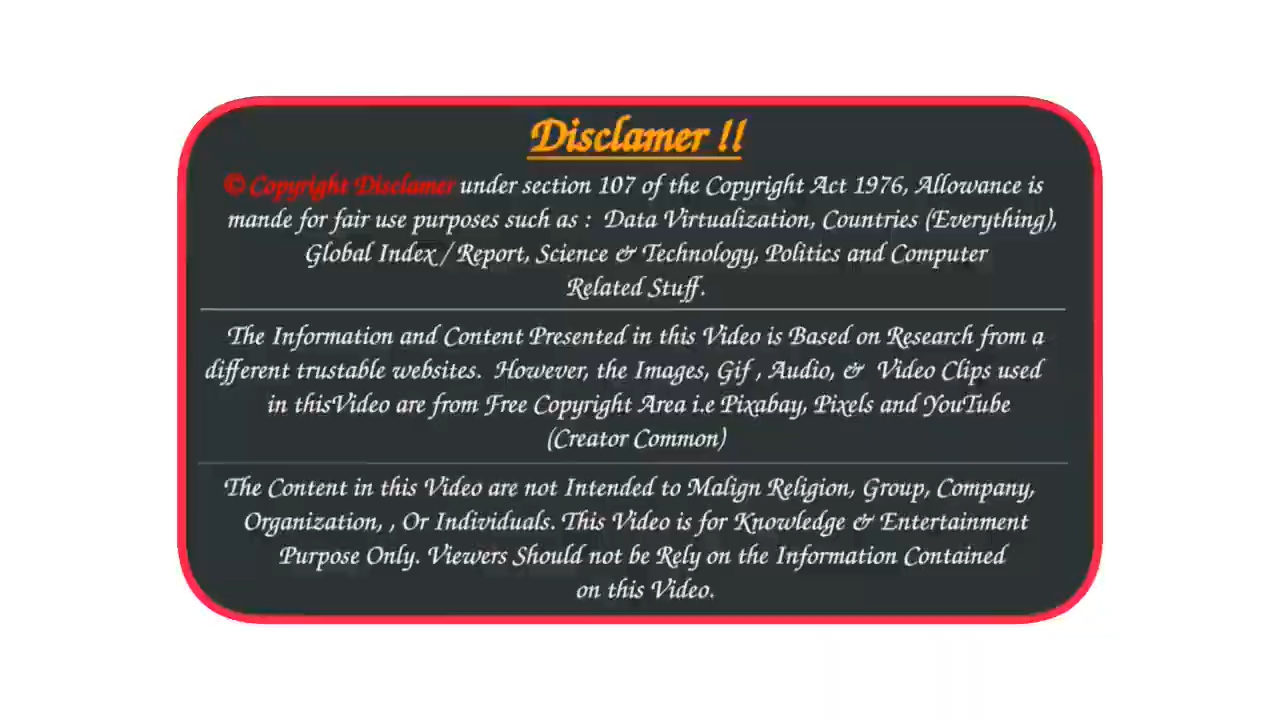 Disclamer !!
© Copyright Disclamer under section 107 of the Copyright Act 1976, Allowance is
mande for fair use purposes such as : Data Virtualization, Countries (Everything),
Global Index / Report, Science & Technology, Politics and Computer
Related Stuff.
The Information and Content Presented in this Video is Based on Research from a
different trustable websites. However, the Images, Gif , Audio, & Video Clips used
in thisVideo are from Free Copyright Area i.e Pixabay, Pixels and YouTube
(Creator Common)
The Content in this Video are not Intended to Malign Religion, Group, Company,
Organization, , Or Individuals. This Video is for Knowledge & Entertainment
Purpose Only. Viewers Should not be Rely on the Information Contained
on this Video.